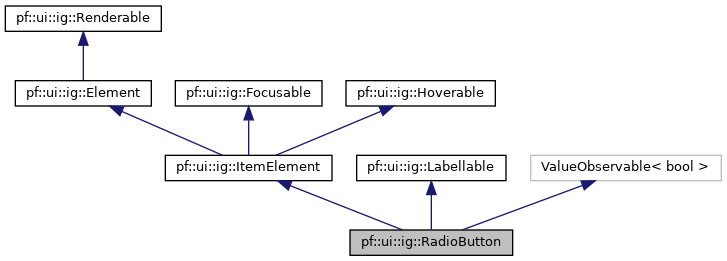 pf::ui::ig::Renderable
pf::ui::ig::Element
pf::ui::ig::Focusable
pf::ui::ig::Hoverable
pf::ui::ig::ItemElement
pf::ui::ig::Labellable
ValueObservable< bool >
pf::ui::ig::RadioButton